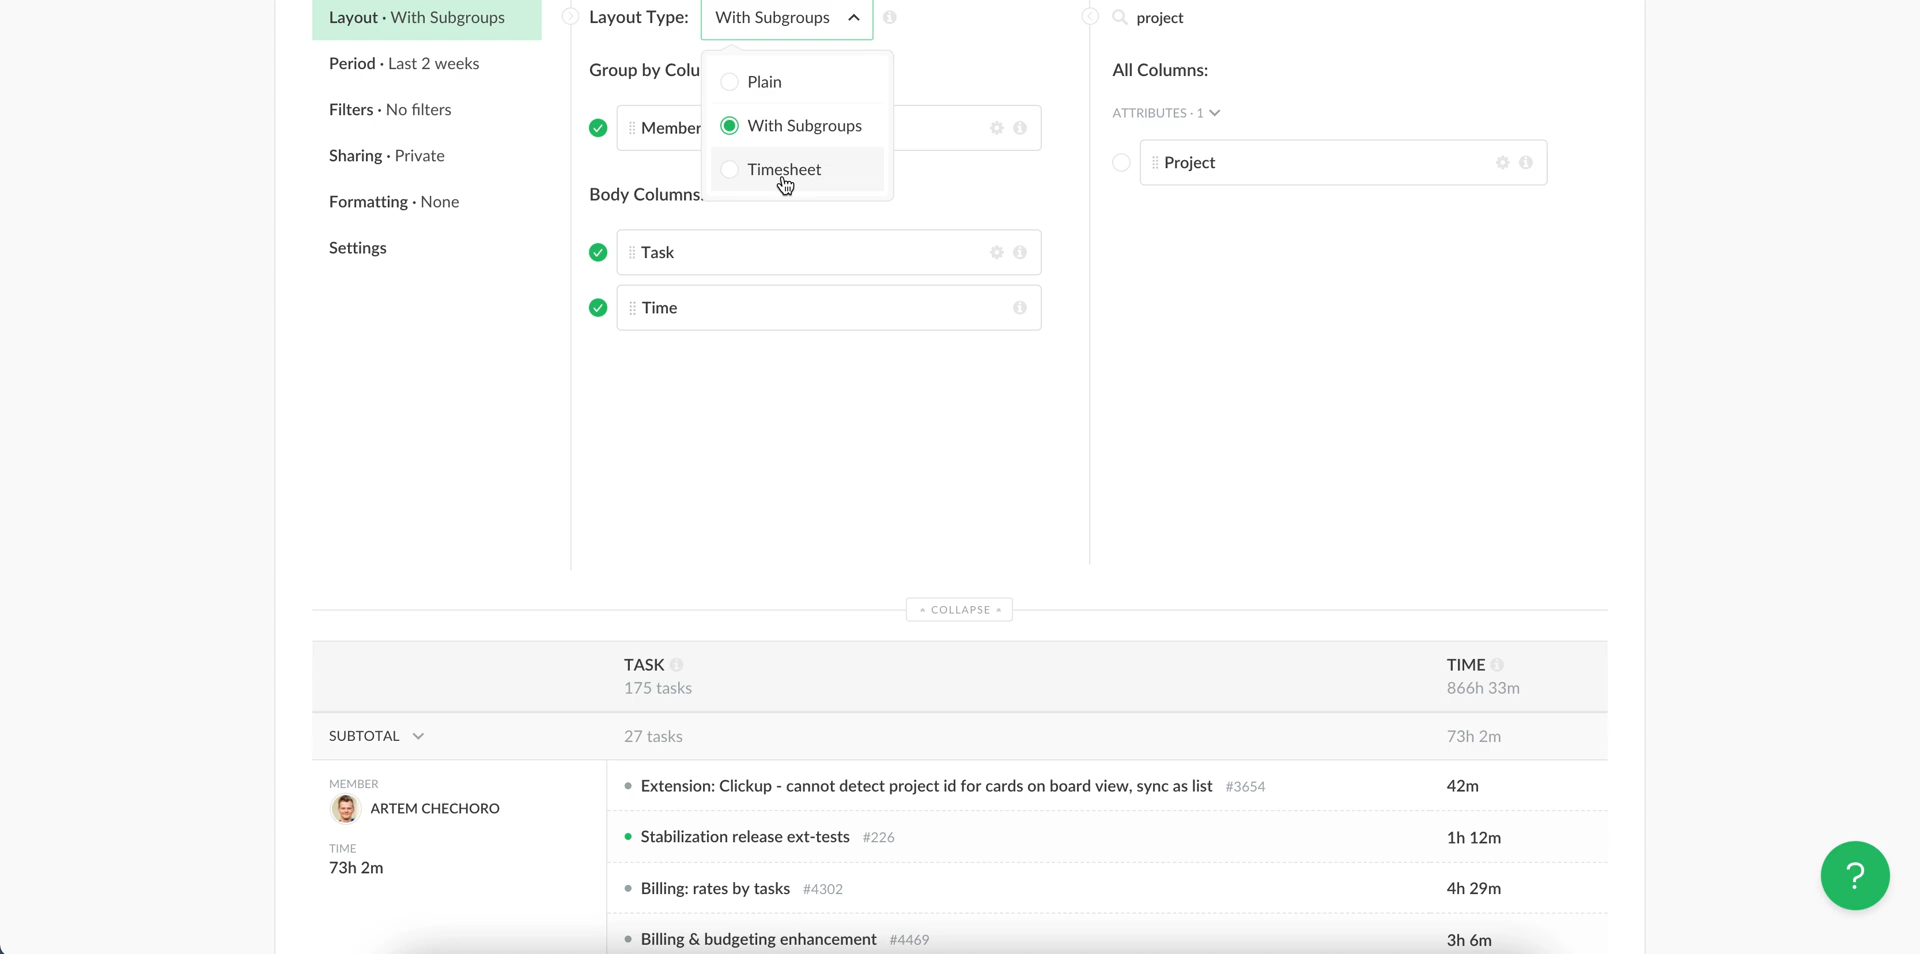 Layout • With Subgroups
Period • Last 2 weeks
Filters • No filters
Sharing • Private
Formatting • None
Settings
Layout Type: With Subgroups
Plain
With Subgroups
Timesheet
Group by Colu
Member
Body Columns:
Task
Time
project
All Columns:
ATTRIBUTES · 1
Project
COLLAPSE
TASK TIME
175 tasks 866h 33m
SUBTOTAL 27 tasks 73h 2m
MEMBER
ARTEM CHECHORO
TIME
73h 2m
Extension: Clickup - cannot detect project id for cards on board view, sync as list #3654 42m
Stabilization release ext-tests #226 1h 12m
Billing: rates by tasks #4302 4h 29m
Billing & budgeting enhancement #4469 3h 6m
?